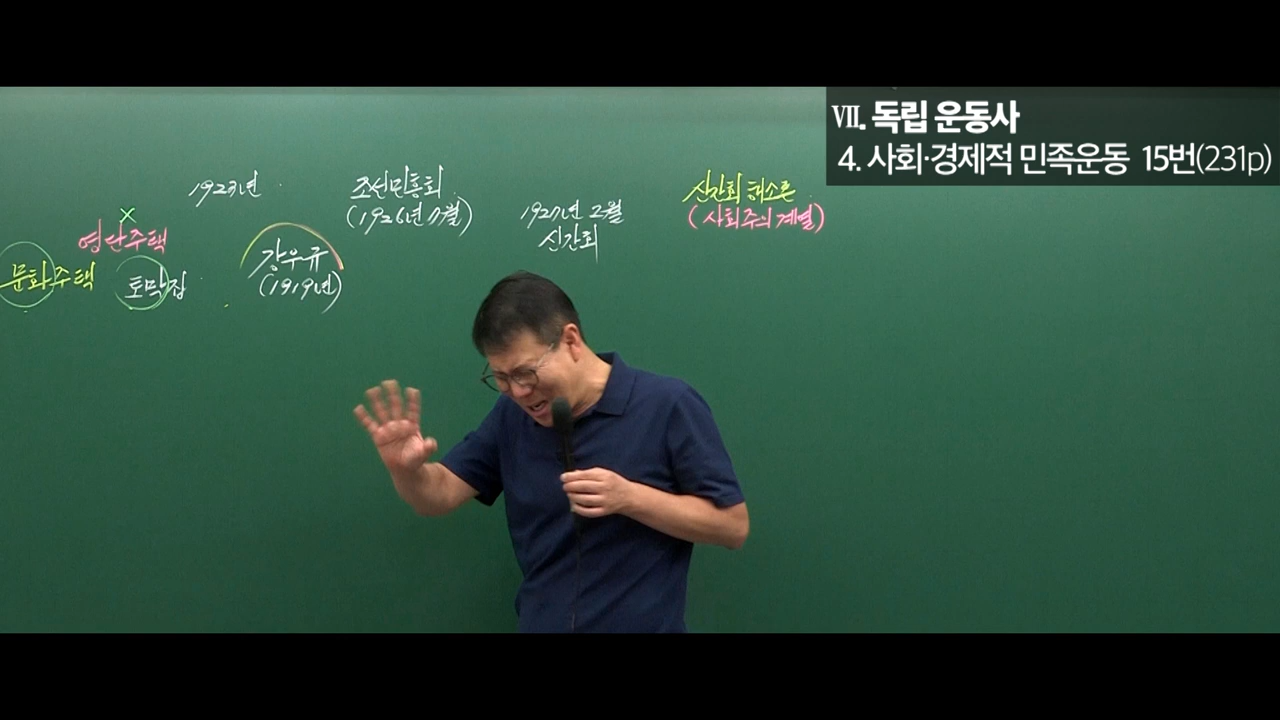 Ⅶ. 독립 운동사
4. 사회·경제적 민족운동 15번(231p)
1923년
영단주택
문화주택
토막집
강우규
(1919년)
조선민흥회
(1926년 7월)
1927년 2월
신간회
신간회 해소론
(사회주의 계열)